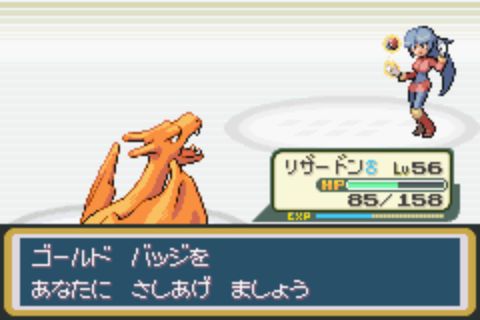 リザードン♂ Lv56
HP
85/158
EXP
ゴールド バッジを
あなたに さしあげ ましょう